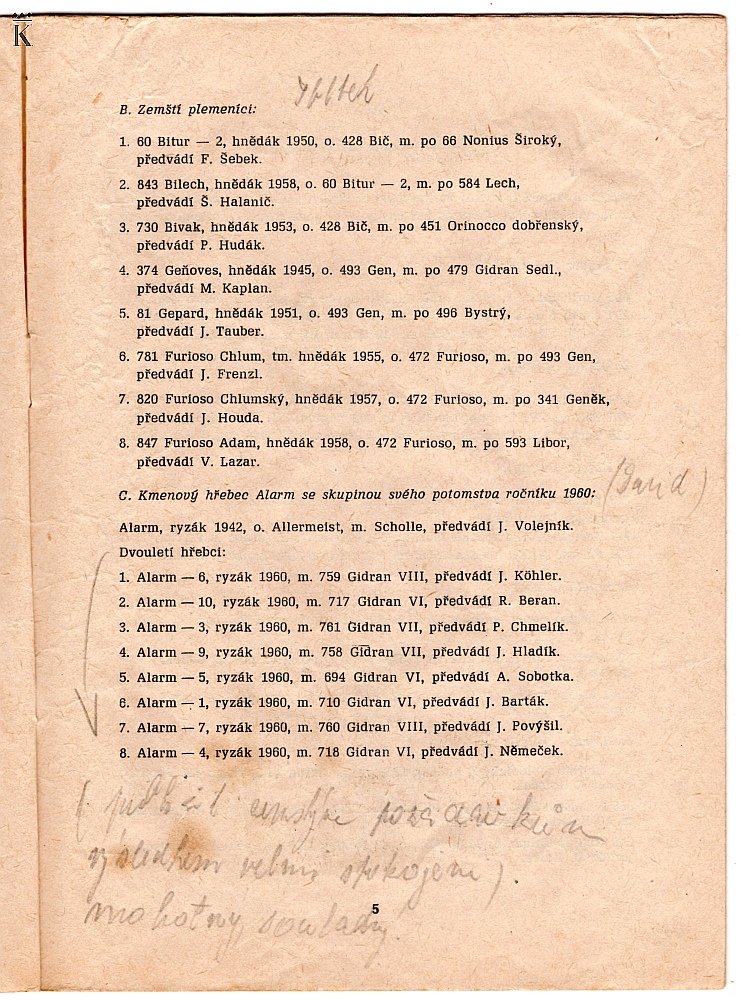 K
B. Zemští plemeníci:
1. 60 Bitur — 2, hnědák 1950, o. 428 Bič, m. po 66 Nonius Široký,
předvádí F. Šebek.
2. 843 Bilech, hnědák 1958, o. 60 Bitur — 2, m. po 584 Lech,
předvádí Š. Halanič.
3. 730 Bivak, hnědák 1953, o. 428 Bič, m. po 451 Orinocco dobřenský,
předvádí P. Hudák.
4. 374 Geňoves, hnědák 1945, o. 493 Gen, m. po 479 Gidran Sedl.,
předvádí M. Kaplan.
5. 81 Gepard, hnědák 1951, o. 493 Gen, m. po 496 Bystrý,
předvádí J. Tauber.
6. 781 Furioso Chlum, tm. hnědák 1955, o. 472 Furioso, m. po 493 Gen,
předvádí J. Frenzl.
7. 820 Furioso Chlumský, hnědák 1957, o. 472 Furioso, m. po 341 Geněk,
předvádí J. Houda.
8. 847 Furioso Adam, hnědák 1958, o. 472 Furioso, m. po 593 Libor,
předvádí V. Lazar.
C. Kmenový hřebec Alarm se skupinou svého potomstva ročníku 1960:
Alarm, ryzák 1942, o. Allermeist, m. Scholle, předvádí J. Volejník.
Dvouletí hřebci:
1. Alarm — 6, ryzák 1960, m. 759 Gidran VIII, předvádí J. Köhler.
2. Alarm — 10, ryzák 1960, m. 717 Gidran VI, předvádí R. Beran.
3. Alarm — 3, ryzák 1960, m. 761 Gidran VII, předvádí P. Chmelík.
4. Alarm — 9, ryzák 1960, m. 758 Gidran VII, předvádí J. Hladík.
5. Alarm — 5, ryzák 1960, m. 694 Gidran VI, předvádí A. Sobotka.
6. Alarm — 1, ryzák 1960, m. 710 Gidran VI, předvádí J. Barták.
7. Alarm — 7, ryzák 1960, m. 760 Gidran VIII, předvádí J. Povýšil.
8. Alarm — 4, ryzák 1960, m. 718 Gidran VI, předvádí J. Němeček.
výsledkem velmi spokojeni).
5